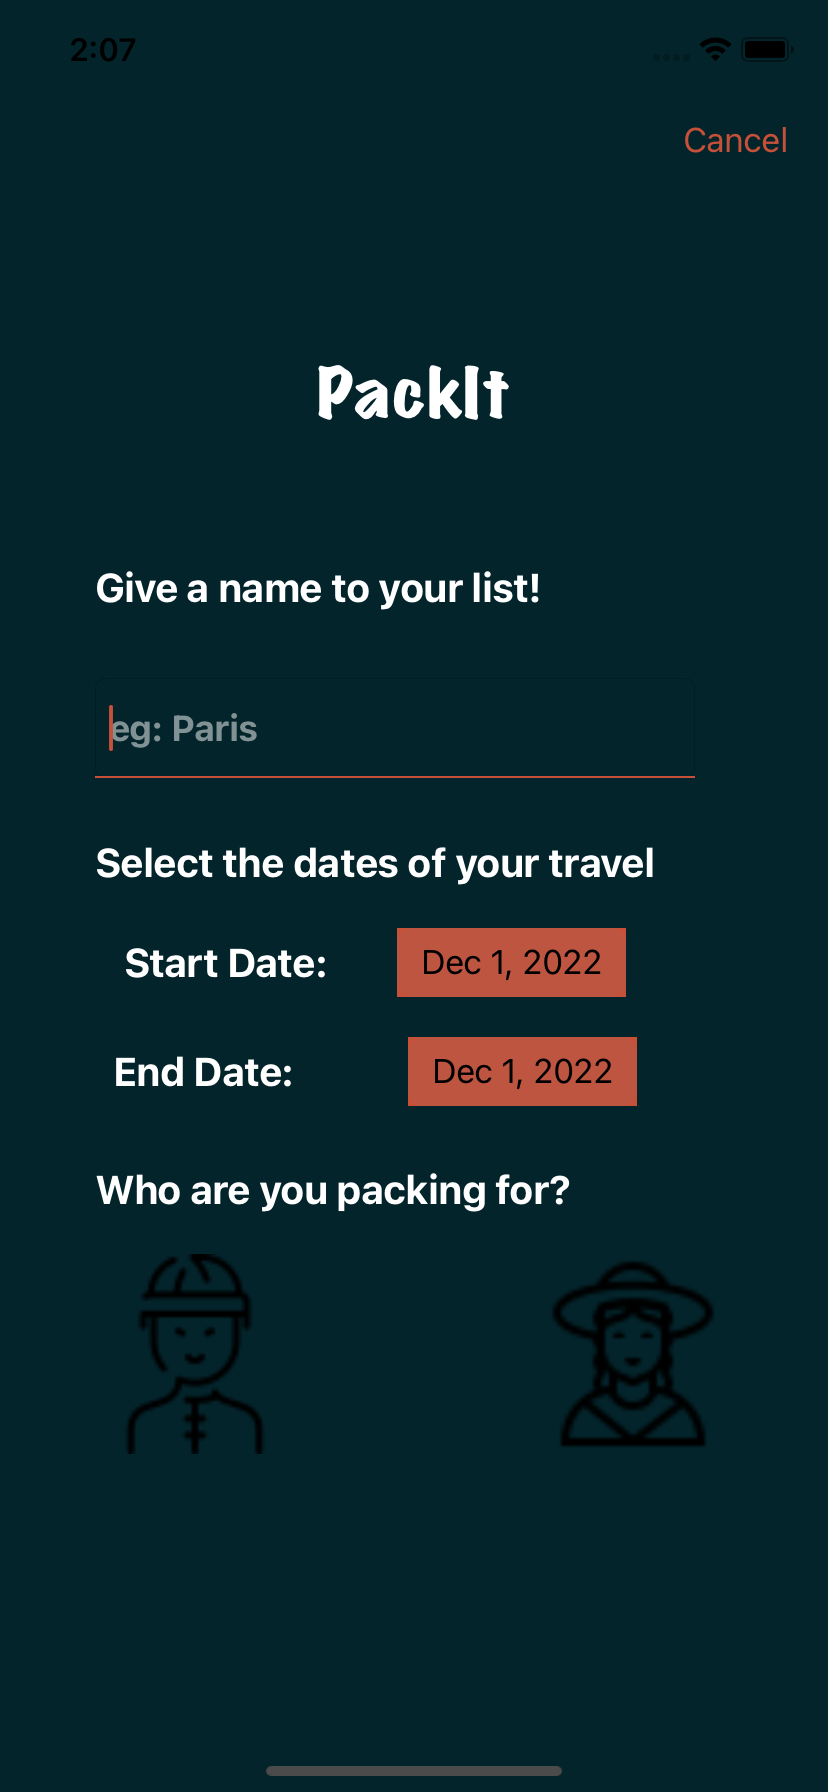 2:07
Cancel
PackIt
Give a name to your list!
eg: Paris
Select the dates of your travel
Start Date: Dec 1, 2022
End Date: Dec 1, 2022
Who are you packing for?